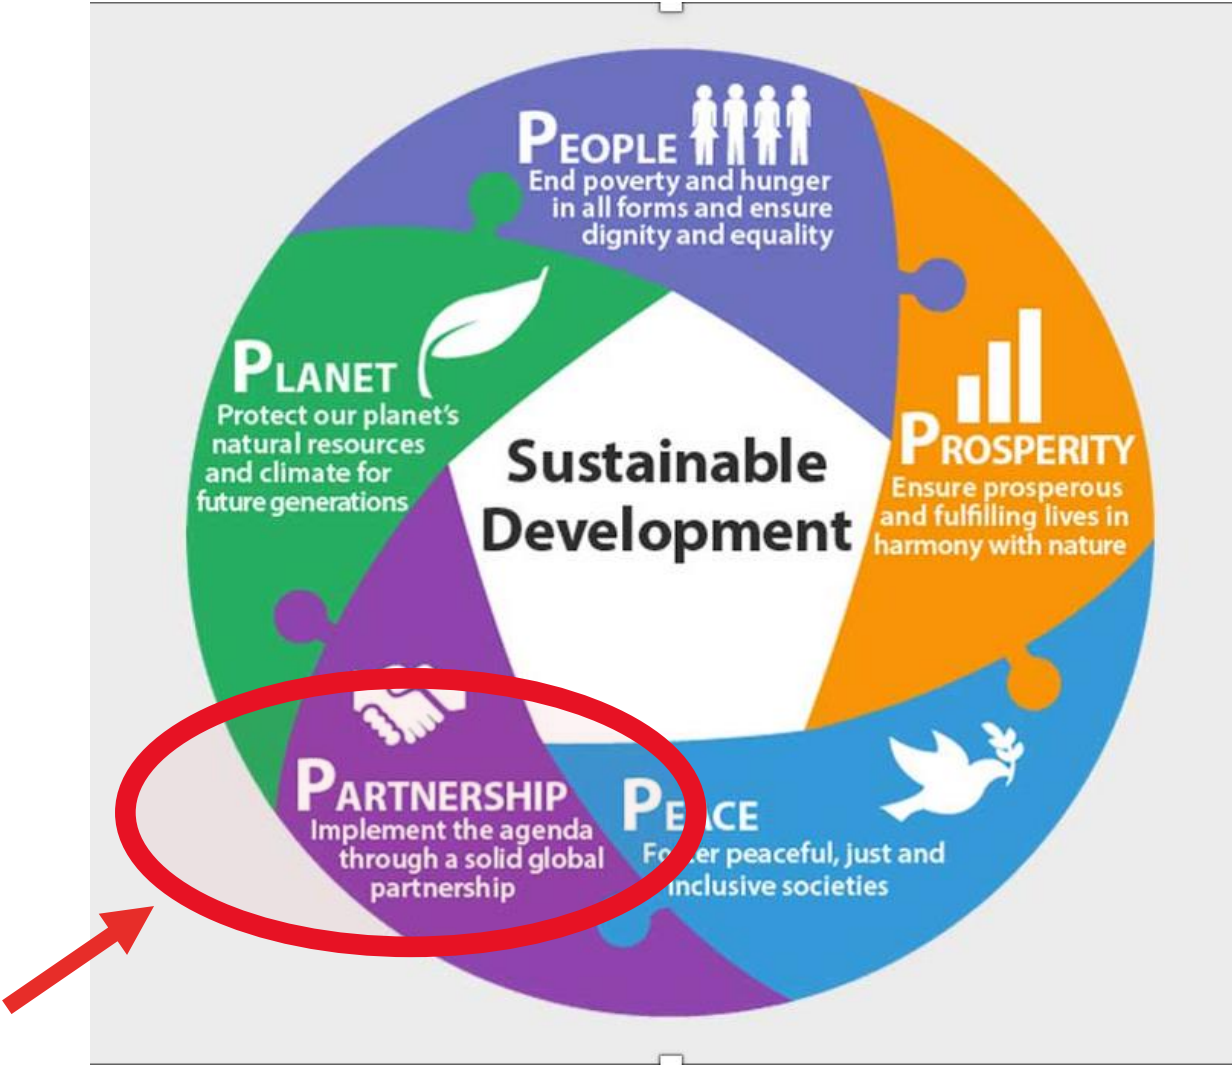 PEOPLE
End poverty and hunger
in all forms and ensure
dignity and equality
PLANET
Protect our planet's
natural resources
and climate for
future generations
Sustainable
Development
PROSPERITY
Ensure prosperous
and fulfilling lives in
harmony with nature
PARTNERSHIP
Implement the agenda
through a solid global
partnership
PEACE
Foster peaceful, just and
inclusive societies